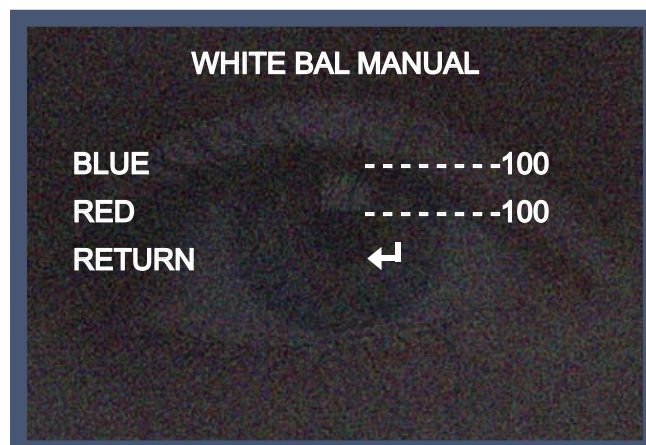 WHITE BAL MANUAL
BLUE --------100
RED --------100
RETURN ↵